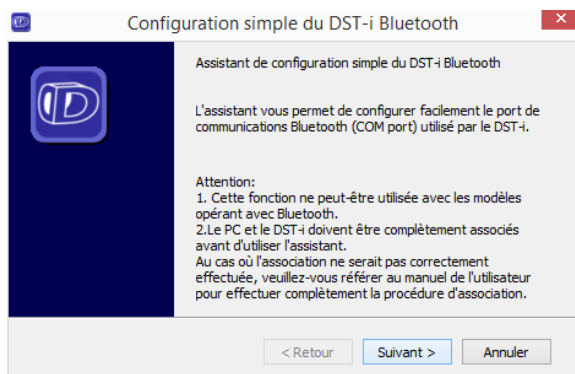 Configuration simple du DST-i Bluetooth
Assistant de configuration simple du DST-i Bluetooth
L'assistant vous permet de configurer facilement le port de
communications Bluetooth (COM port) utilisé par le DST-i.
Attention:
1. Cette fonction ne peut-être utilisée avec les modèles
opérant avec Bluetooth.
2.Le PC et le DST-i doivent être complètement associés
avant d'utiliser l'assistant.
Au cas où l'association ne serait pas correctement
effectuée, veuillez-vous référer au manuel de l'utilisateur
pour effectuer complètement la procédure d'association.
< Retour Suivant > Annuler